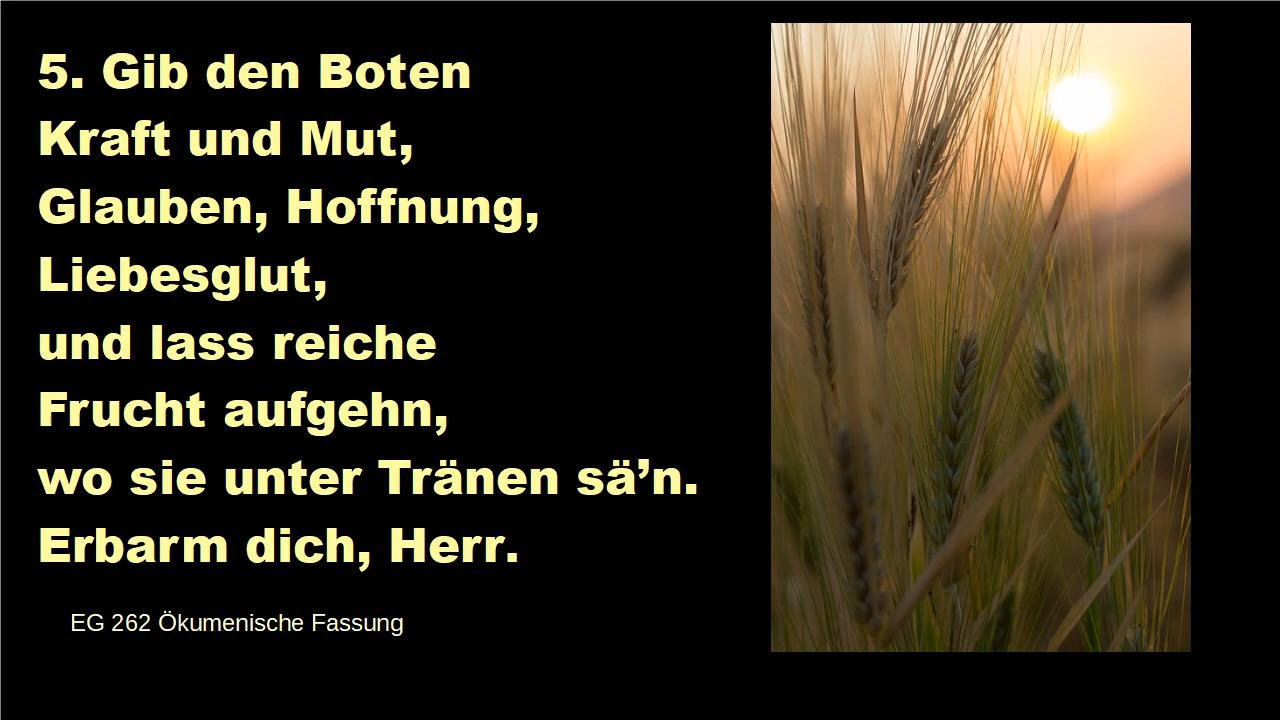 5. Gib den Boten
Kraft und Mut,
Glauben, Hoffnung,
Liebesglut,
und lass reiche
Frucht aufgehn,
wo sie unter Tränen sä’n.
Erbarm dich, Herr.
EG 262 Ökumenische Fassung